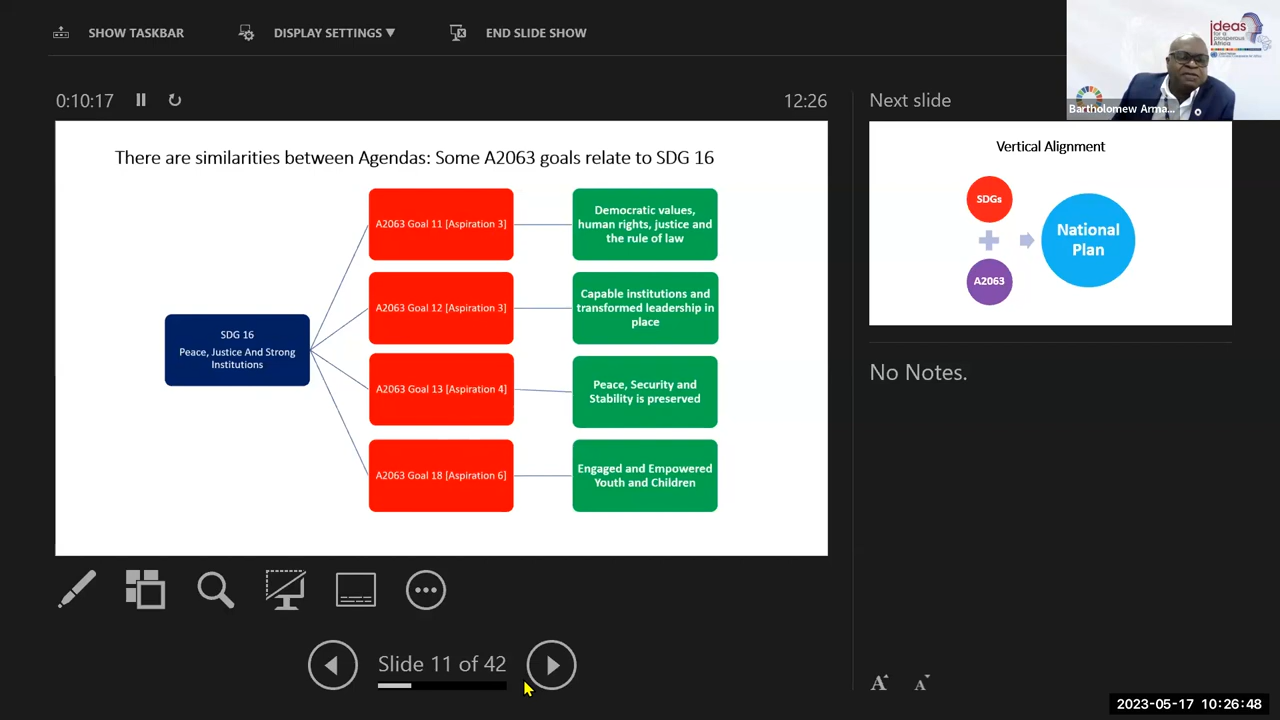 SHOW TASKBAR
DISPLAY SETTINGS ▼
END SLIDE SHOW
ideas
for a
prosperous
Africa
Bartholomew Arma...
0:10:17
12:26
Next slide
There are similarities between Agendas: Some A2063 goals relate to SDG 16
SDG 16
Peace, Justice And Strong
Institutions
A2063 Goal 11 [Aspiration 3]
Democratic values,
human rights, justice and
the rule of law
A2063 Goal 12 [Aspiration 3]
Capable institutions and
transformed leadership in
place
A2063 Goal 13 [Aspiration 4]
Peace, Security and
Stability is preserved
A2063 Goal 18 [Aspiration 6]
Engaged and Empowered
Youth and Children
Vertical Alignment
SDGs
A2063
National
Plan
No Notes.
Slide 11 of 42
A A
2023-05-17 10:26:48